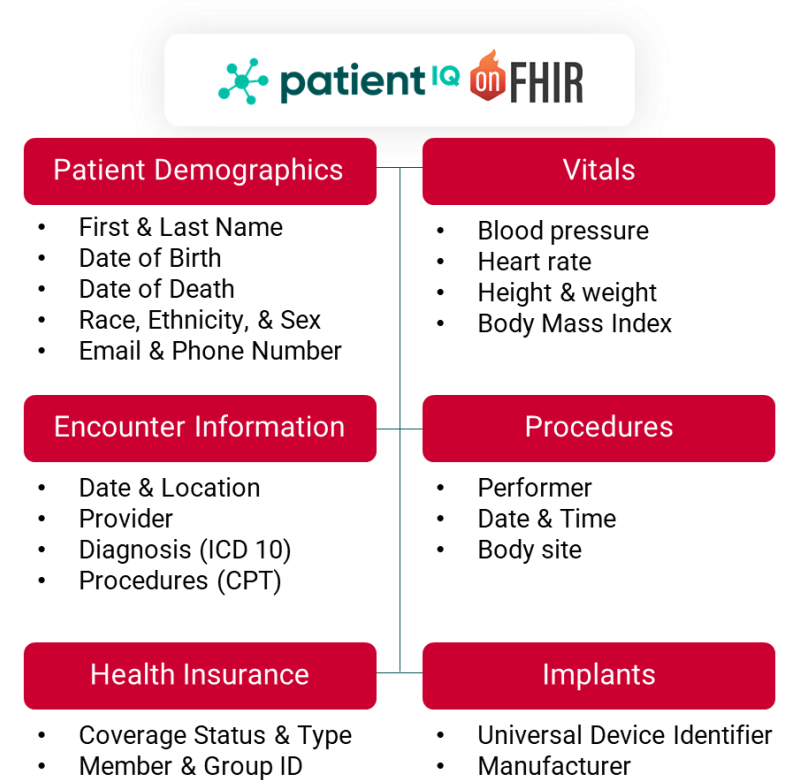 patient IQ on FHIR
Patient Demographics
• First & Last Name
• Date of Birth
• Date of Death
• Race, Ethnicity, & Sex
• Email & Phone Number
Vitals
• Blood pressure
• Heart rate
• Height & weight
• Body Mass Index
Encounter Information
• Date & Location
• Provider
• Diagnosis (ICD 10)
• Procedures (CPT)
Procedures
• Performer
• Date & Time
• Body site
Health Insurance
• Coverage Status & Type
• Member & Group ID
Implants
• Universal Device Identifier
• Manufacturer